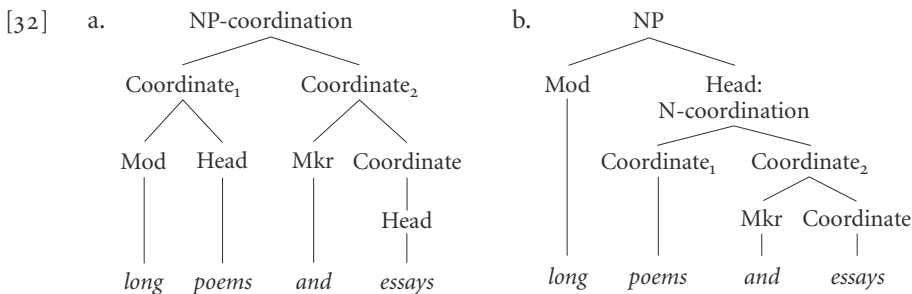 [32] a. NP-coordination b. NP
Coordinate₁ Coordinate₂ Mod Head:
N-coordination
Mod Head Mkr Coordinate Coordinate₁ Coordinate₂
Head Mkr Coordinate
long poems and essays long poems and essays